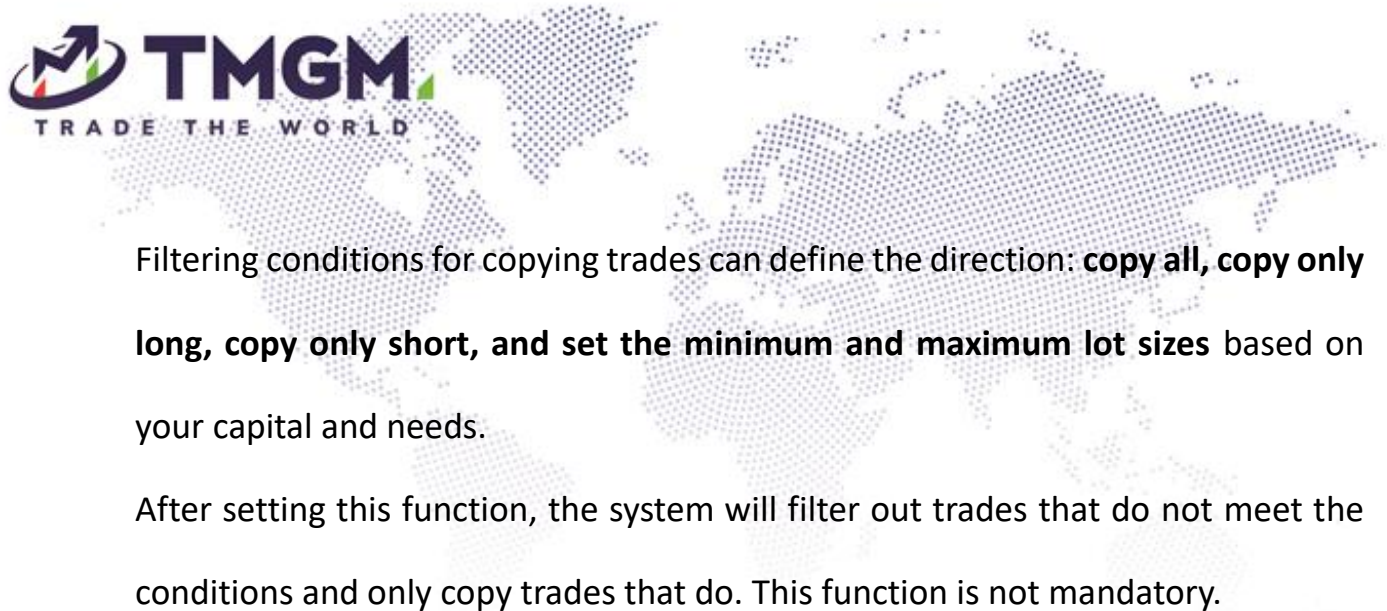 TMGM
TRADE THE WORLD
Filtering conditions for copying trades can define the direction: copy all, copy only
long, copy only short, and set the minimum and maximum lot sizes based on
your capital and needs.
After setting this function, the system will filter out trades that do not meet the
conditions and only copy trades that do. This function is not mandatory.